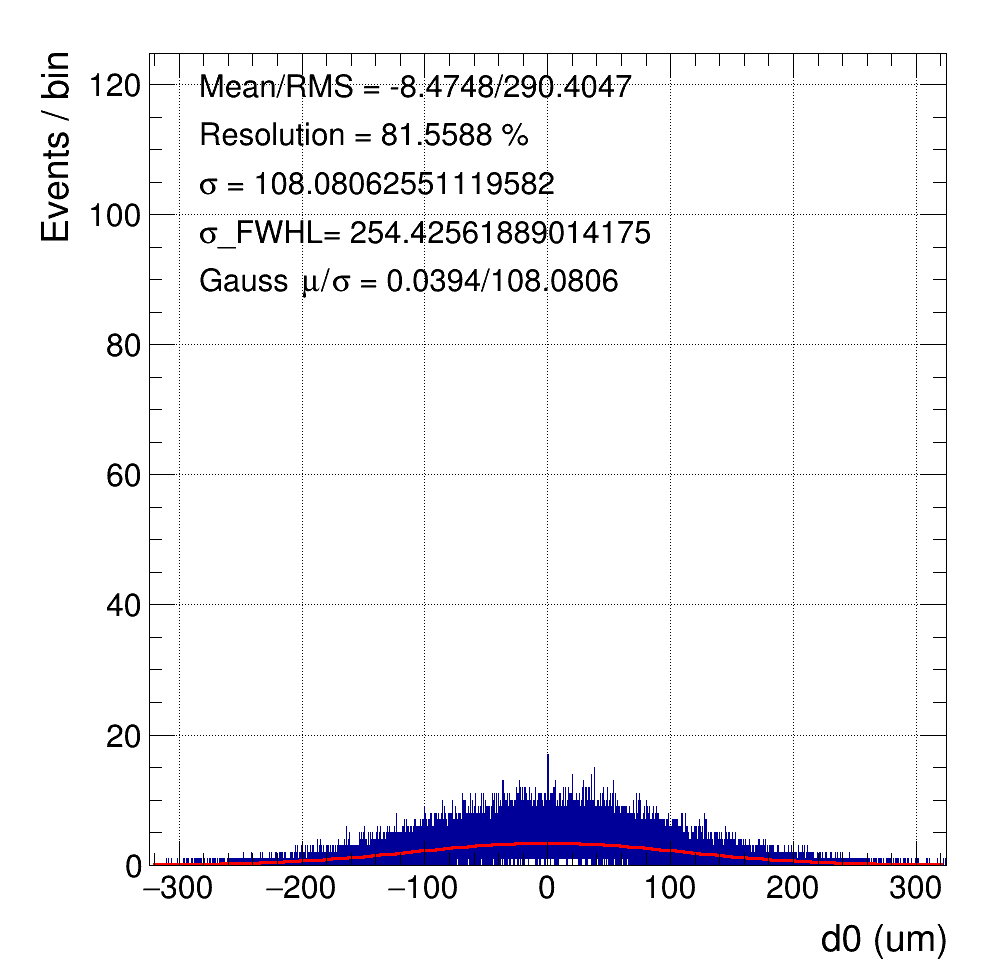 Events / bin
120
100
80
60
40
20
0
Mean/RMS = -8.4748/290.4047
Resolution = 81.5588 %
σ = 108.08062551119582
σ_FWHL= 254.42561889014175
Gauss μ/σ = 0.0394/108.0806
−300 −200 −100 0 100 200 300
d0 (um)